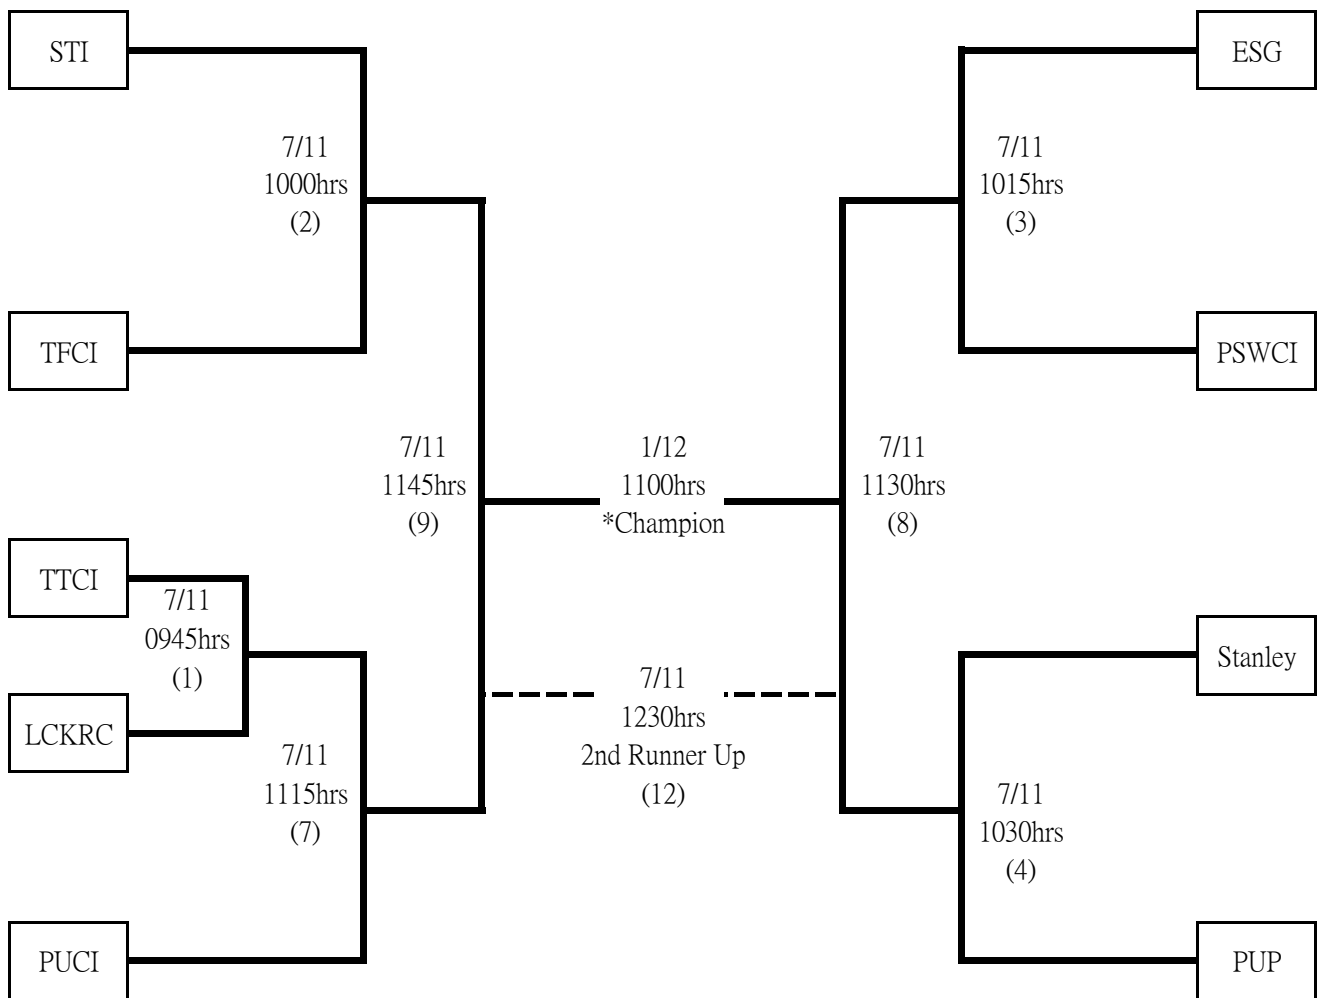 STI
ESG
7/11
1000hrs
(2)
7/11
1015hrs
(3)
TFCI
PSWCI
7/11
1145hrs
(9)
1/12
1100hrs
*Champion
7/11
1130hrs
(8)
TTCI
7/11
0945hrs
(1)
LCKRC
7/11
1115hrs
(7)
7/11
1230hrs
2nd Runner Up
(12)
Stanley
7/11
1030hrs
(4)
PUCI
PUP